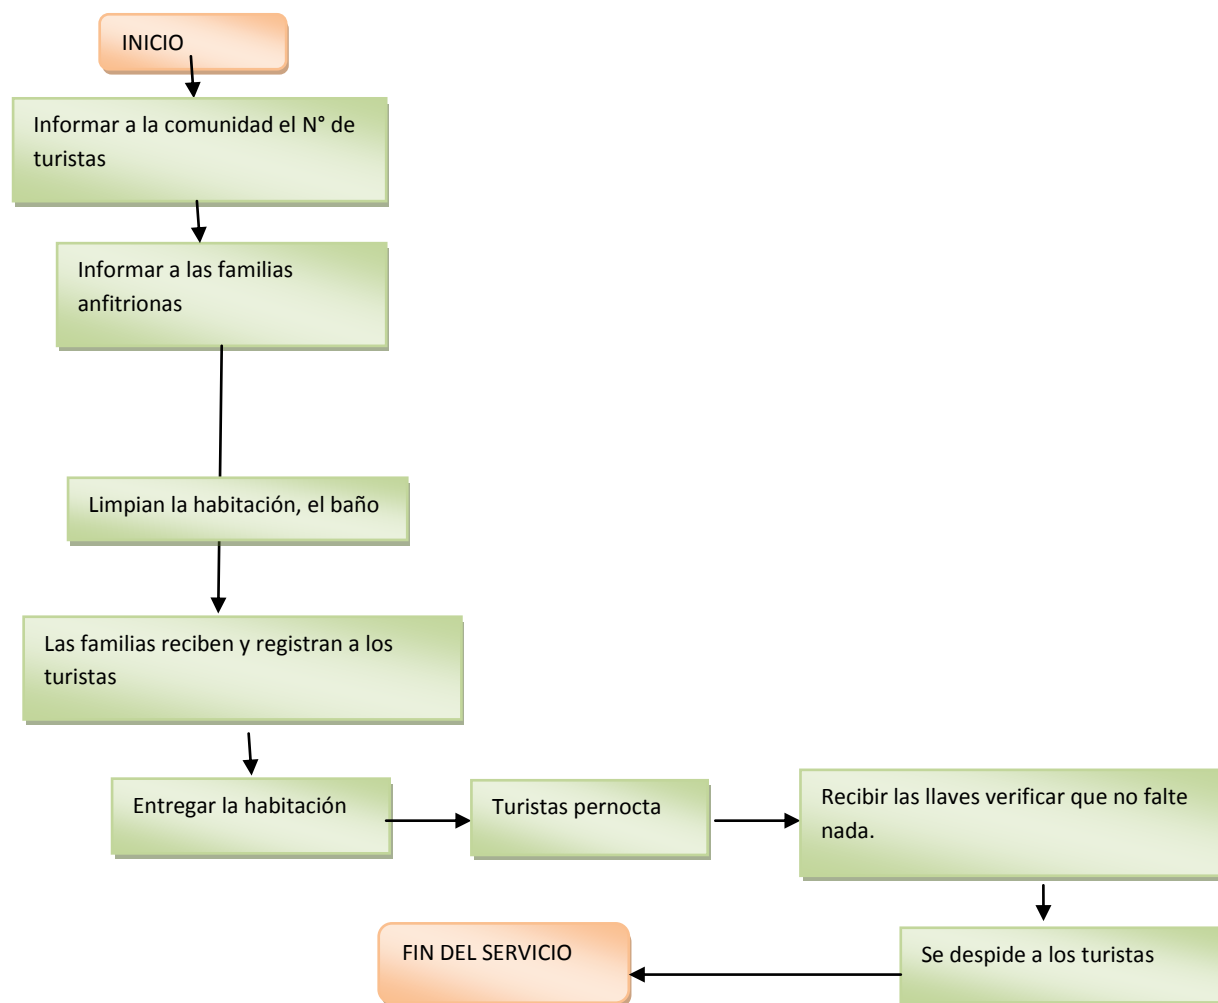 INICIO
Informar a la comunidad el N° de
turistas
Informar a las familias
anfitrionas
Limpian la habitación, el baño
Las familias reciben y registran a los
turistas
Entregar la habitación
Turistas pernocta
Recibir las llaves verificar que no falte
nada.
Se despide a los turistas
FIN DEL SERVICIO